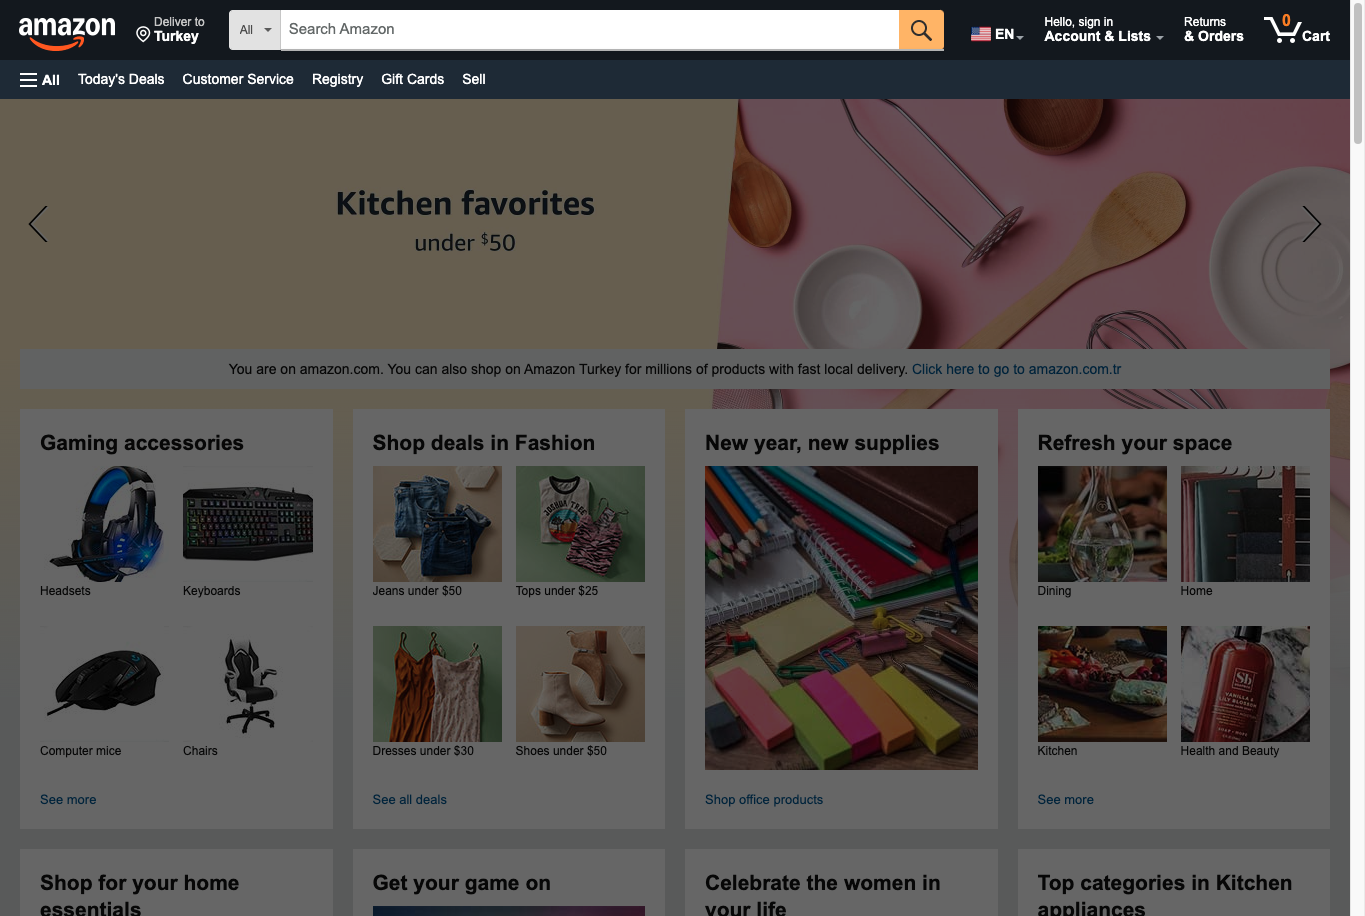 amazon
Deliver to
Turkey
All
Search Amazon
EN
Hello, sign in
Account & Lists
Returns
& Orders
0
Cart
All
Today's Deals
Customer Service
Registry
Gift Cards
Sell
Kitchen favorites
under $50
You are on amazon.com. You can also shop on Amazon Turkey for millions of products with fast local delivery. Click here to go to amazon.com.tr
Gaming accessories
Headsets
Keyboards
Computer mice
Chairs
See more
Shop deals in Fashion
JOSHUA TREE
Jeans under $50
Tops under $25
Dresses under $30
Shoes under $50
See all deals
New year, new supplies
Shop office products
Refresh your space
Dining
Home
Sb
VANILLA &
LILY BLOSSOM
Kitchen
Health and Beauty
See more
Shop for your home
essentials
Get your game on
Celebrate the women in
your life
Top categories in Kitchen
appliances